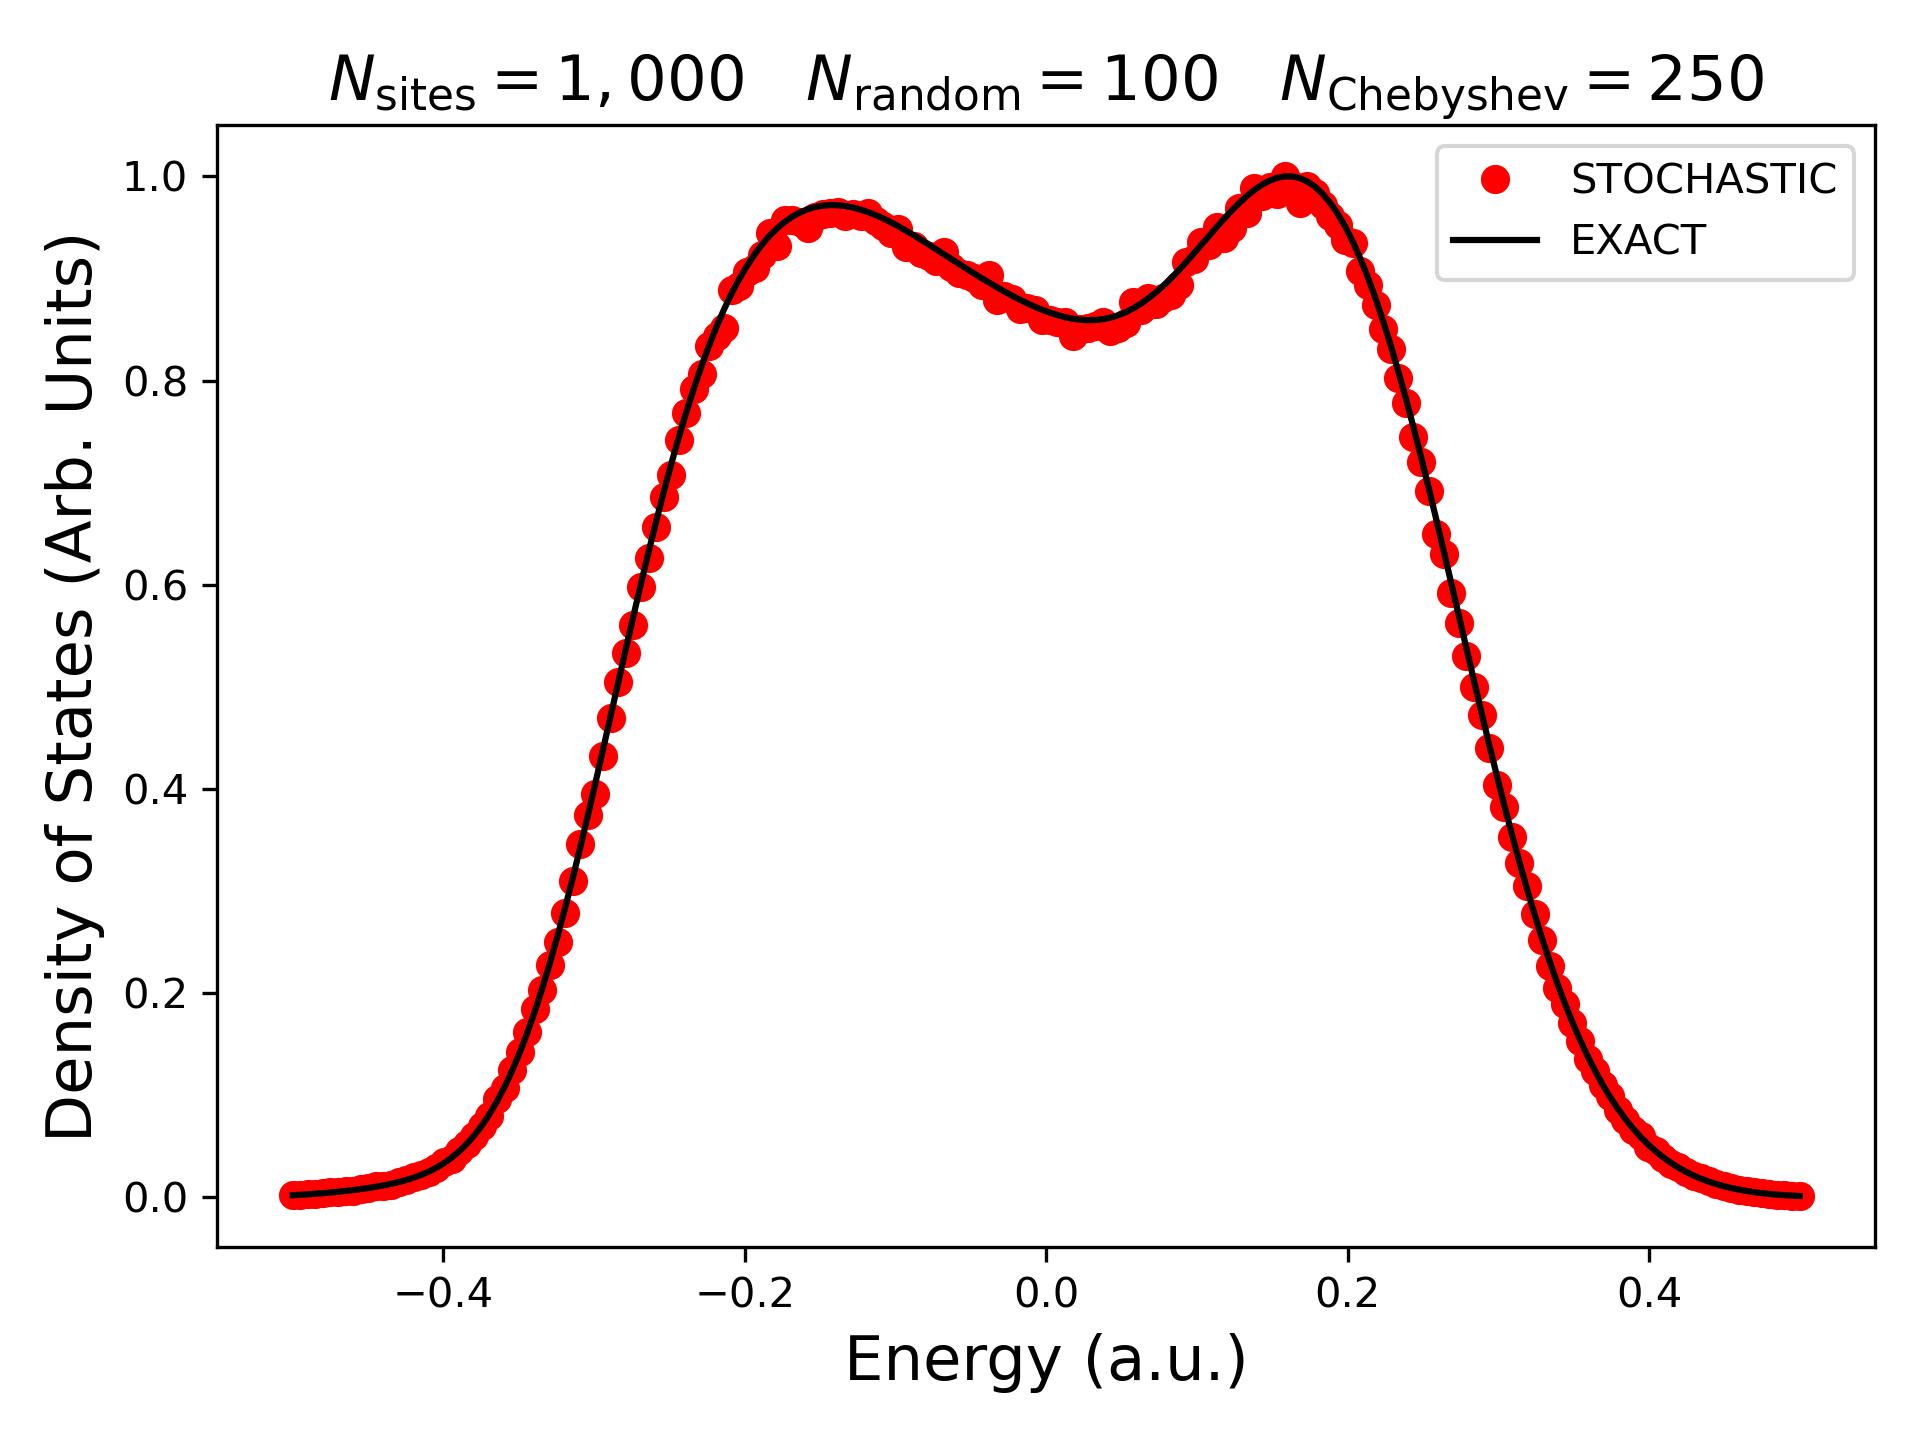 N_sites = 1,000 N_random = 100 N_Chebyshev = 250
STOCHASTIC
EXACT
Density of States (Arb. Units)
1.0
0.8
0.6
0.4
0.2
0.0
−0.4 −0.2 0.0 0.2 0.4
Energy (a.u.)